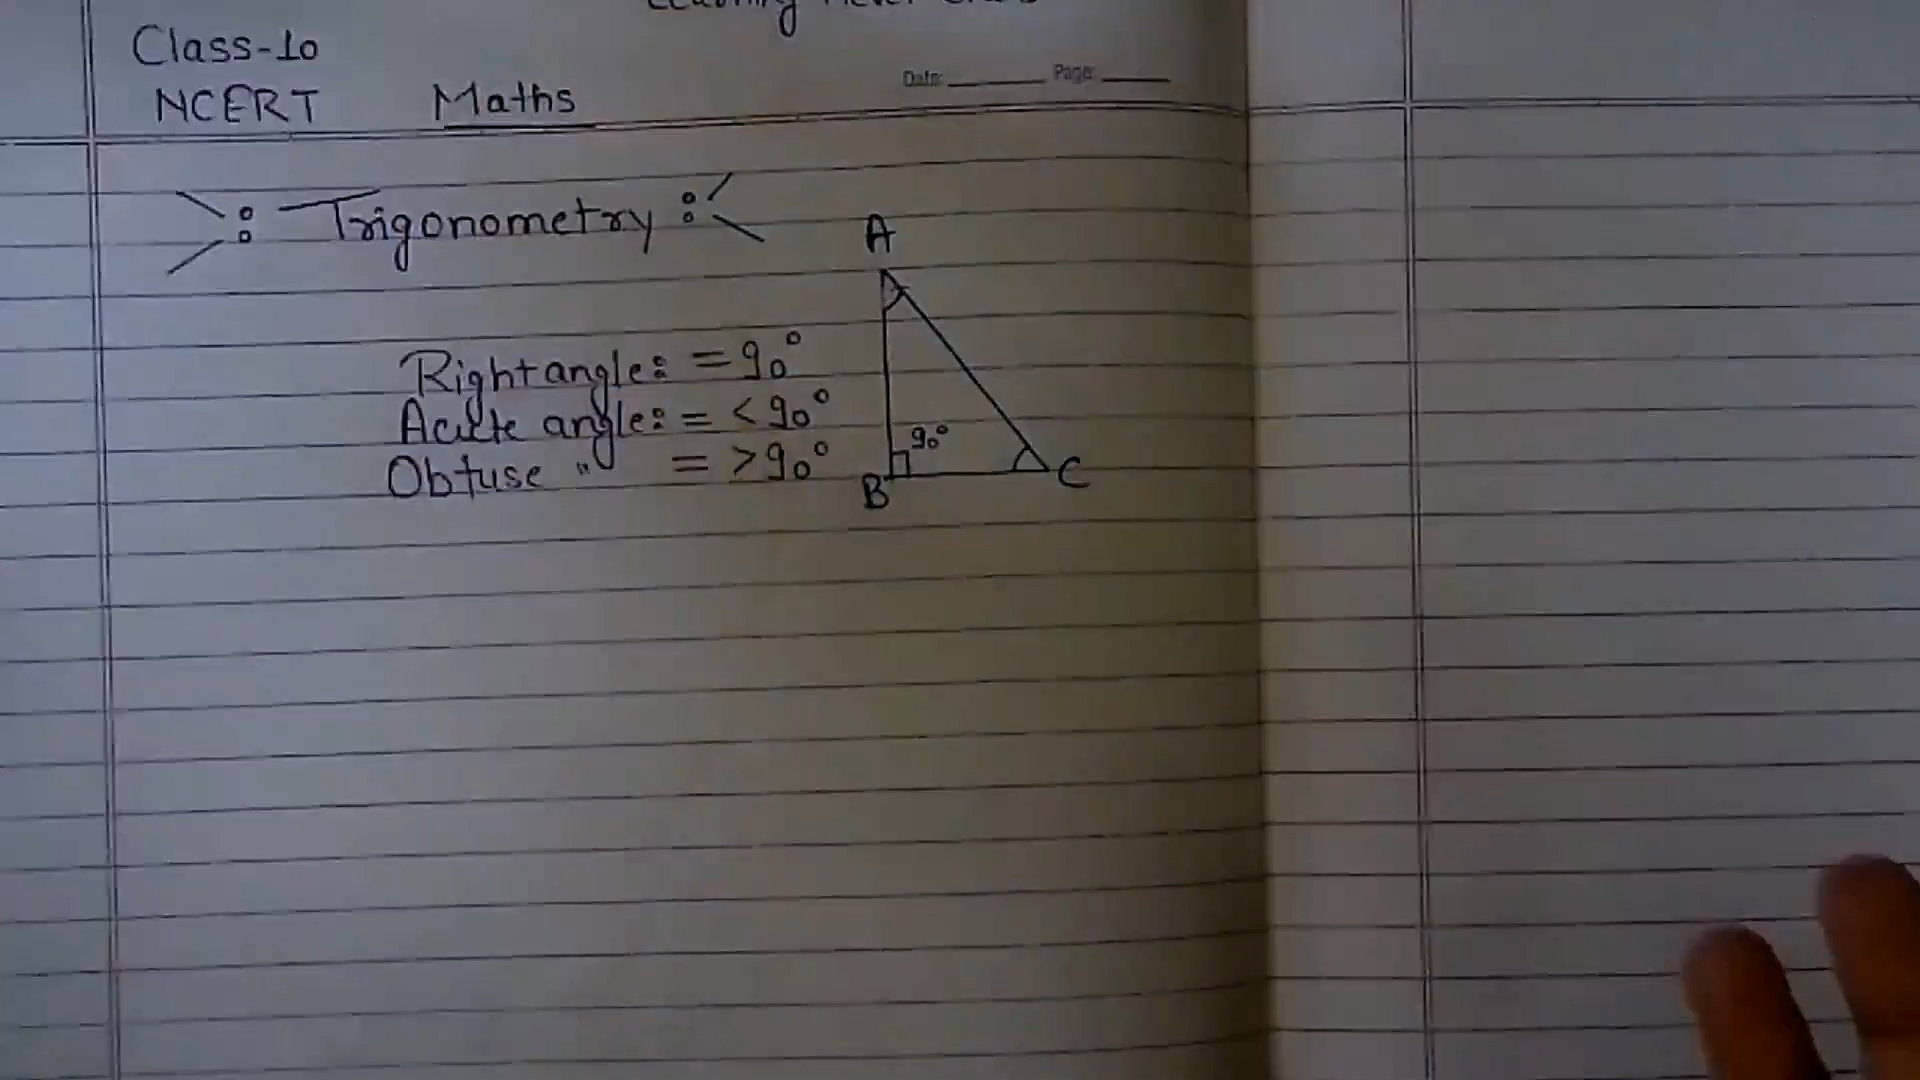 Class-10
NCERT Maths
Date: Page:
Trigonometry
A
Right angle: = 90°
Acute angle: = < 90°
Obtuse " = > 90°
90°
B
C